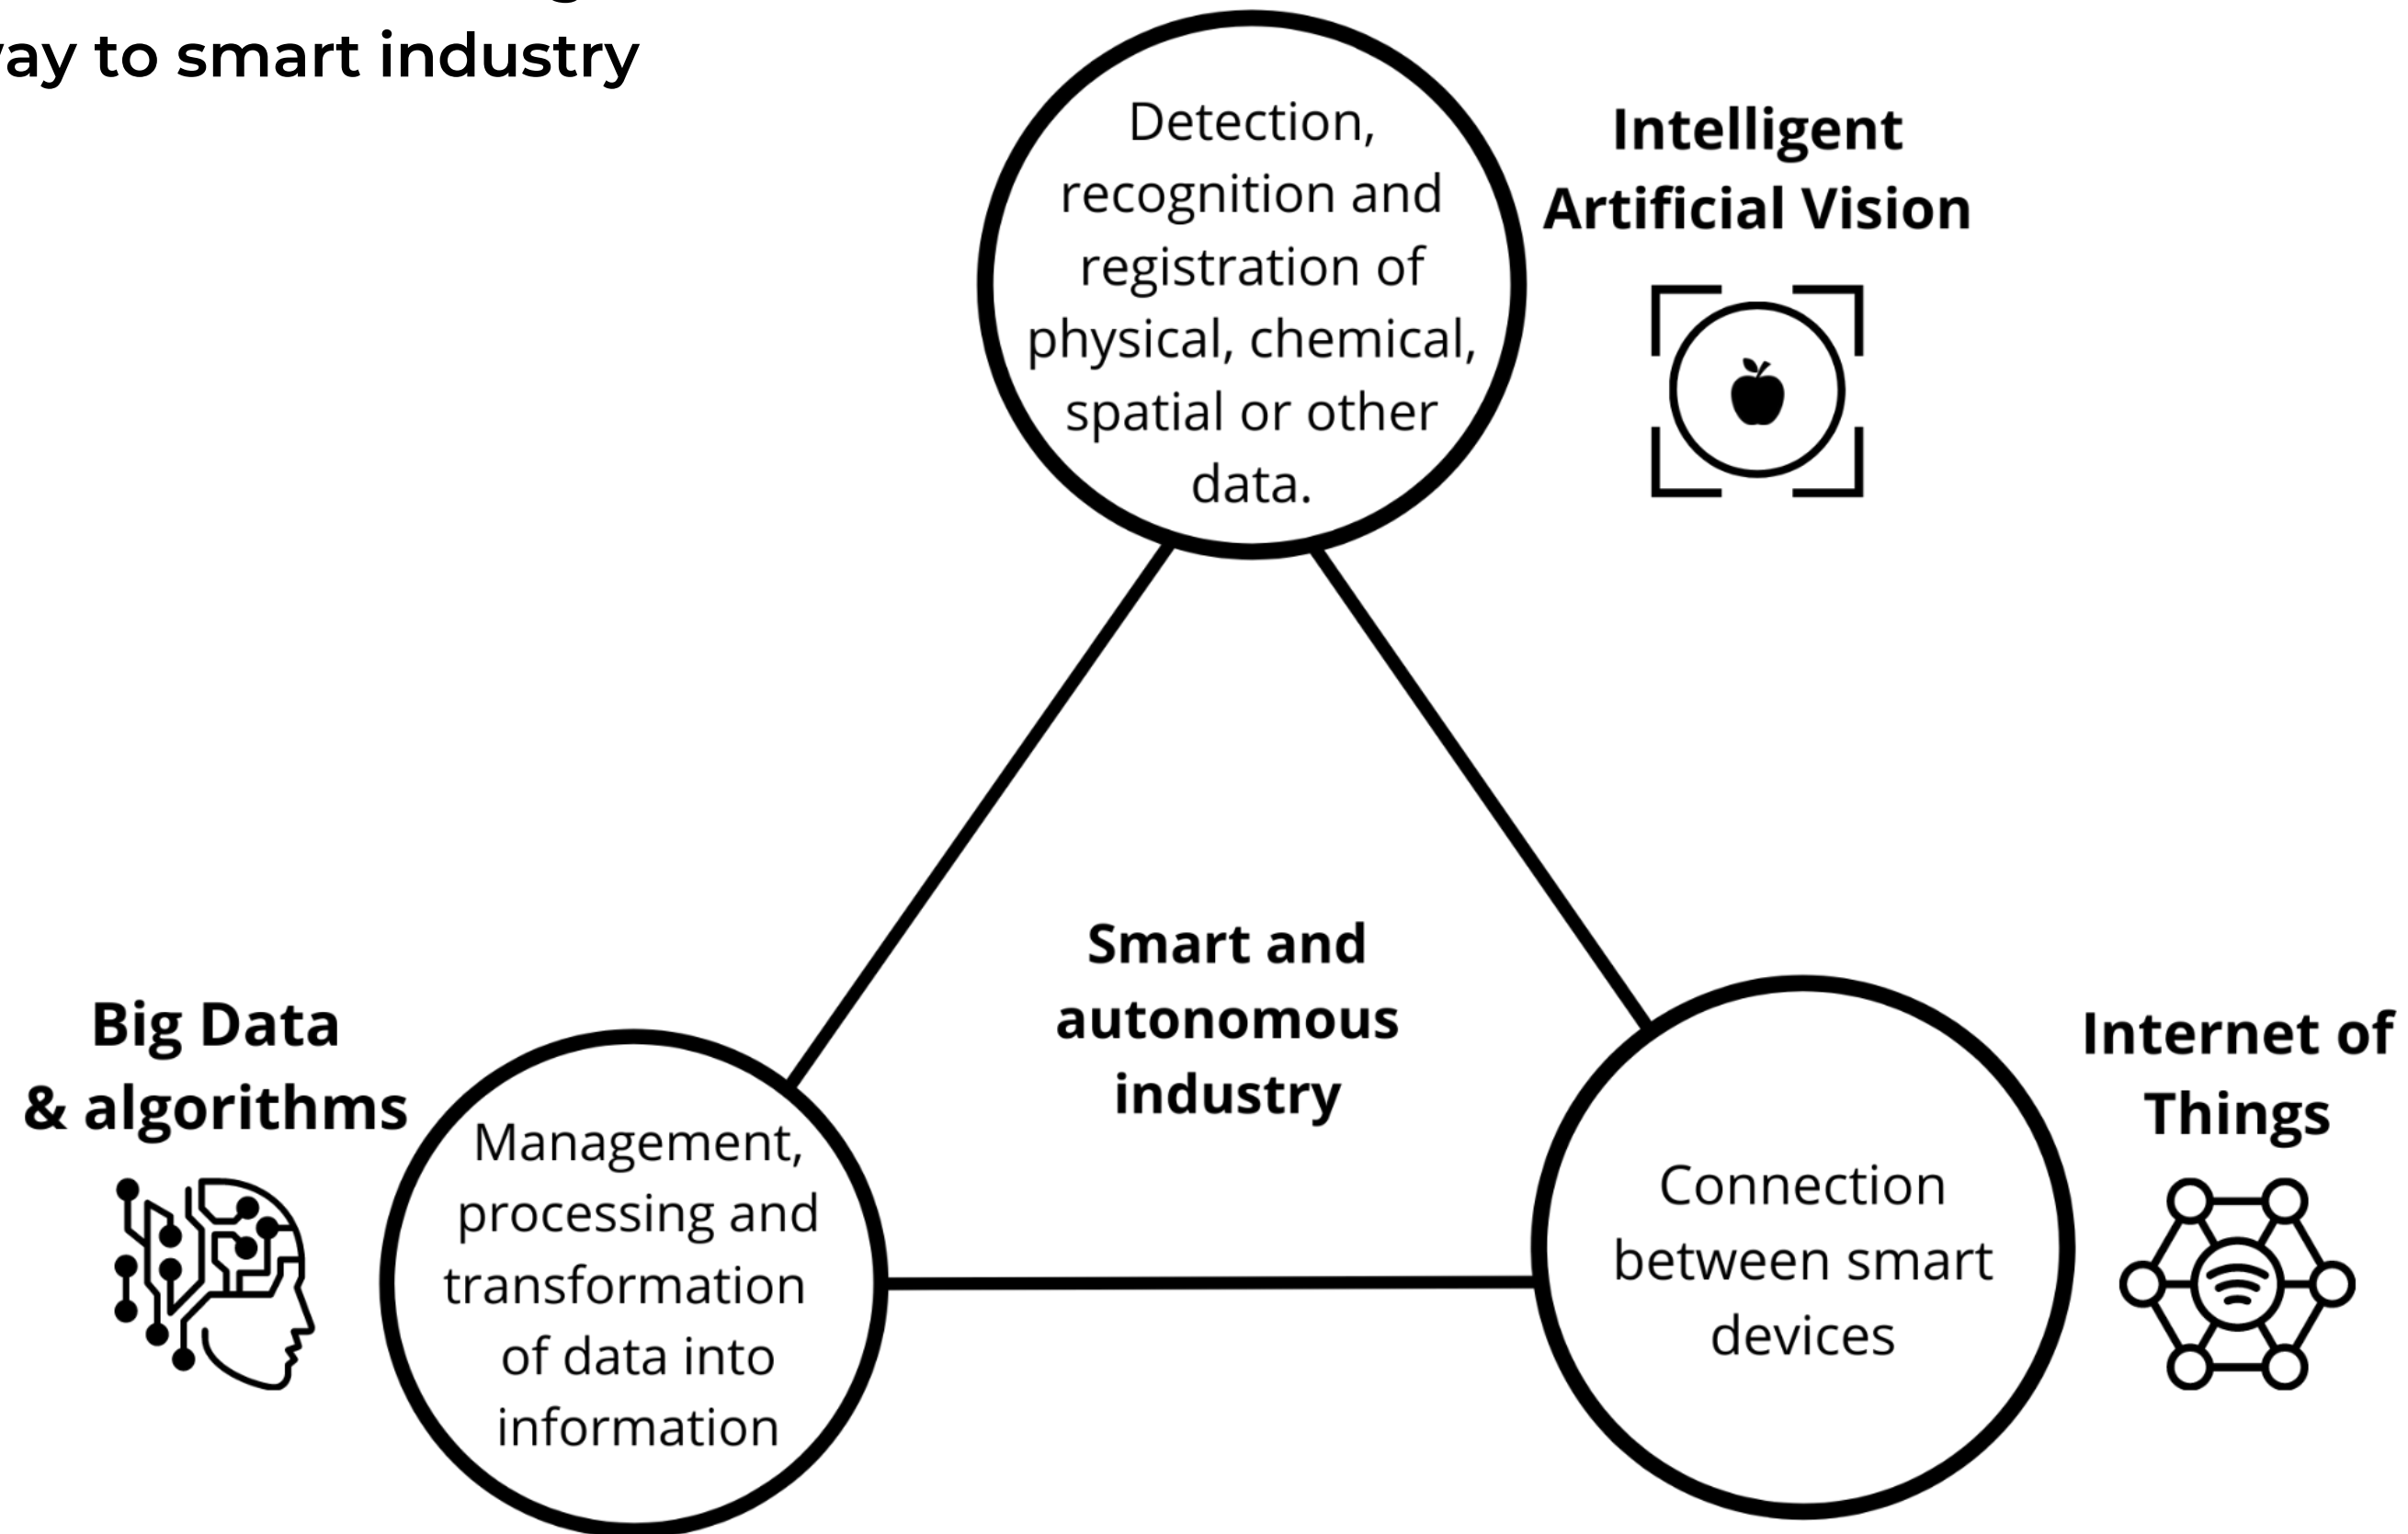 to smart industry
Detection,
recognition and
registration of
physical, chemical,
spatial or other
data.
Intelligent
Artificial Vision
Smart and
autonomous
industry
Big Data
& algorithms
Management,
processing and
transformation
of data into
information
Internet of
Things
Connection
between smart
devices